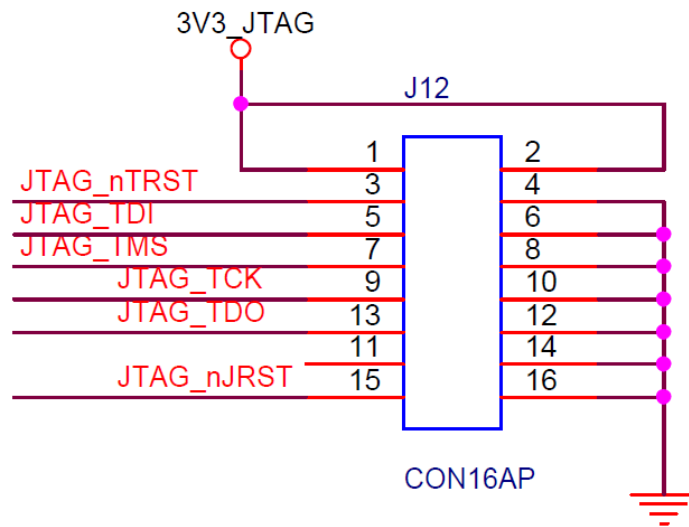 3V3_JTAG
J12
1 2
JTAG_nTRST 3 4
JTAG_TDI 5 6
JTAG_TMS 7 8
JTAG_TCK 9 10
JTAG_TDO 13 12
11 14
JTAG_nJRST 15 16
CON16AP